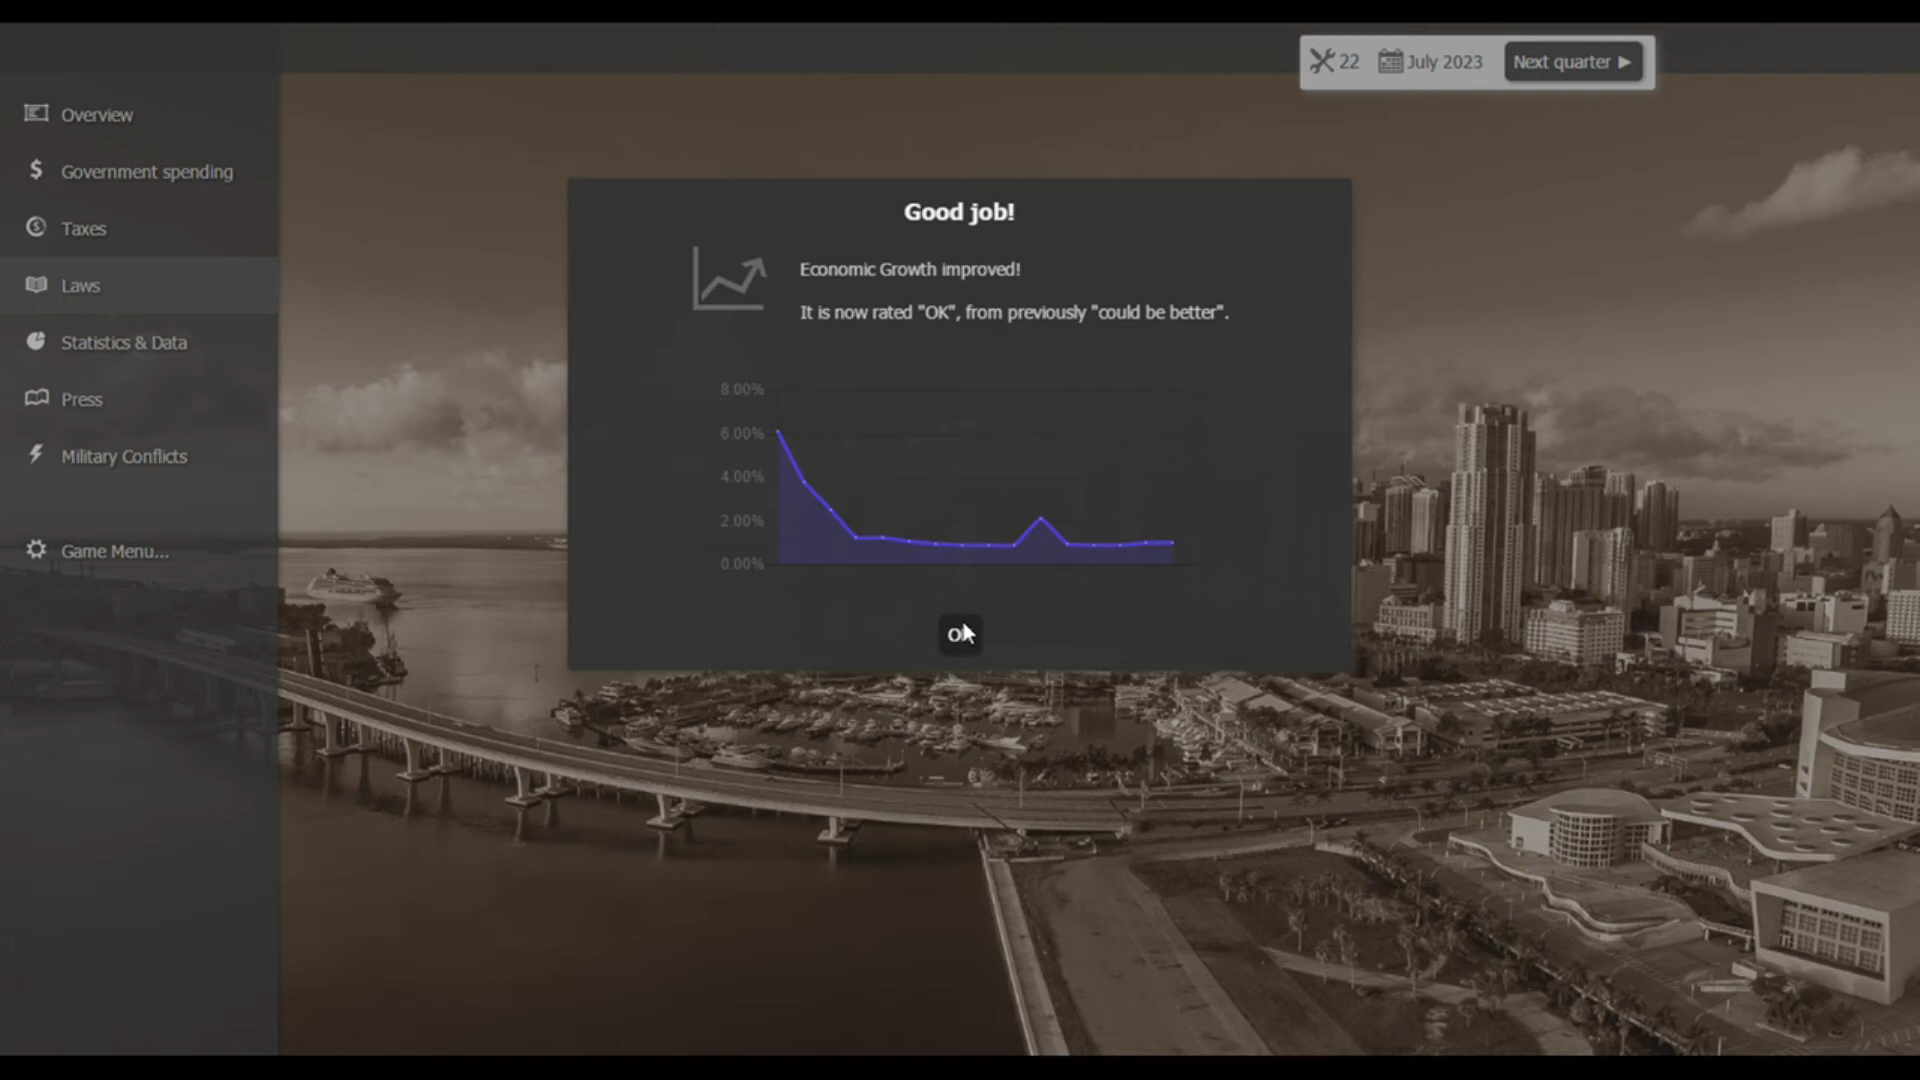 22 July 2023 Next quarter
Overview
Government spending
Taxes
Laws
Statistics & Data
Press
Military Conflicts
Game Menu...
Good job!
Economic Growth improved!
It is now rated "OK", from previously "could be better".
8.00%
6.00%
4.00%
2.00%
0.00%